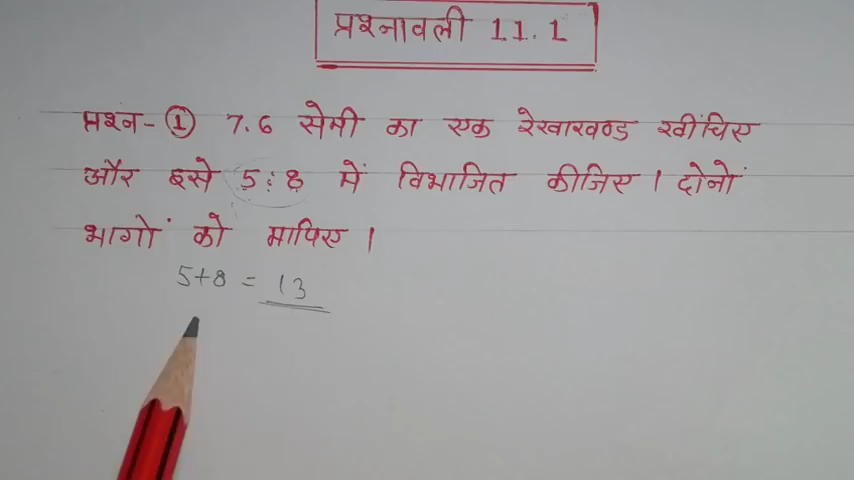 प्रश्नावली 11.1
प्रश्न- ① 7.6 सेमी का एक रेखाखण्ड खींचिए
और इसे 5:8 में विभाजित कीजिए । दोनों
भागों को मापिए ।
5+8 = 13